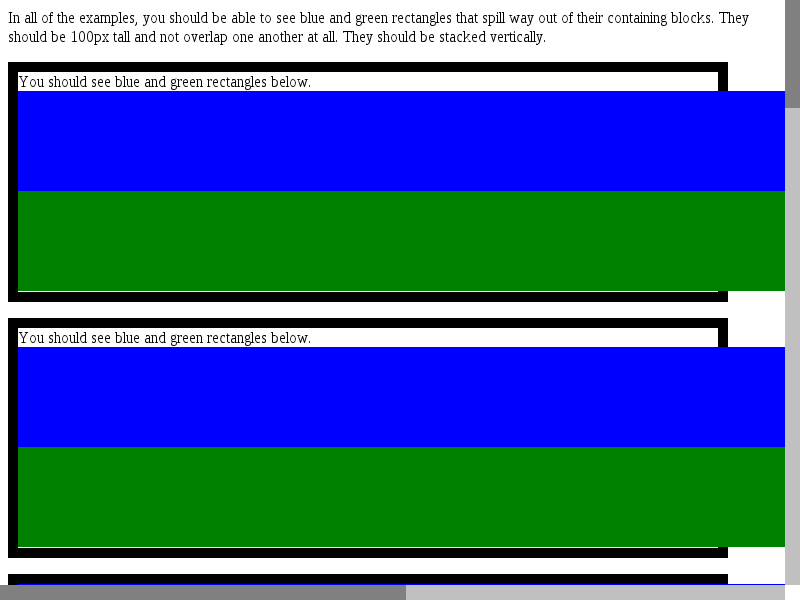 In all of the examples, you should be able to see blue and green rectangles that spill way out of their containing blocks. They
should be 100px tall and not overlap one another at all. They should be stacked vertically.
You should see blue and green rectangles below.
You should see blue and green rectangles below.